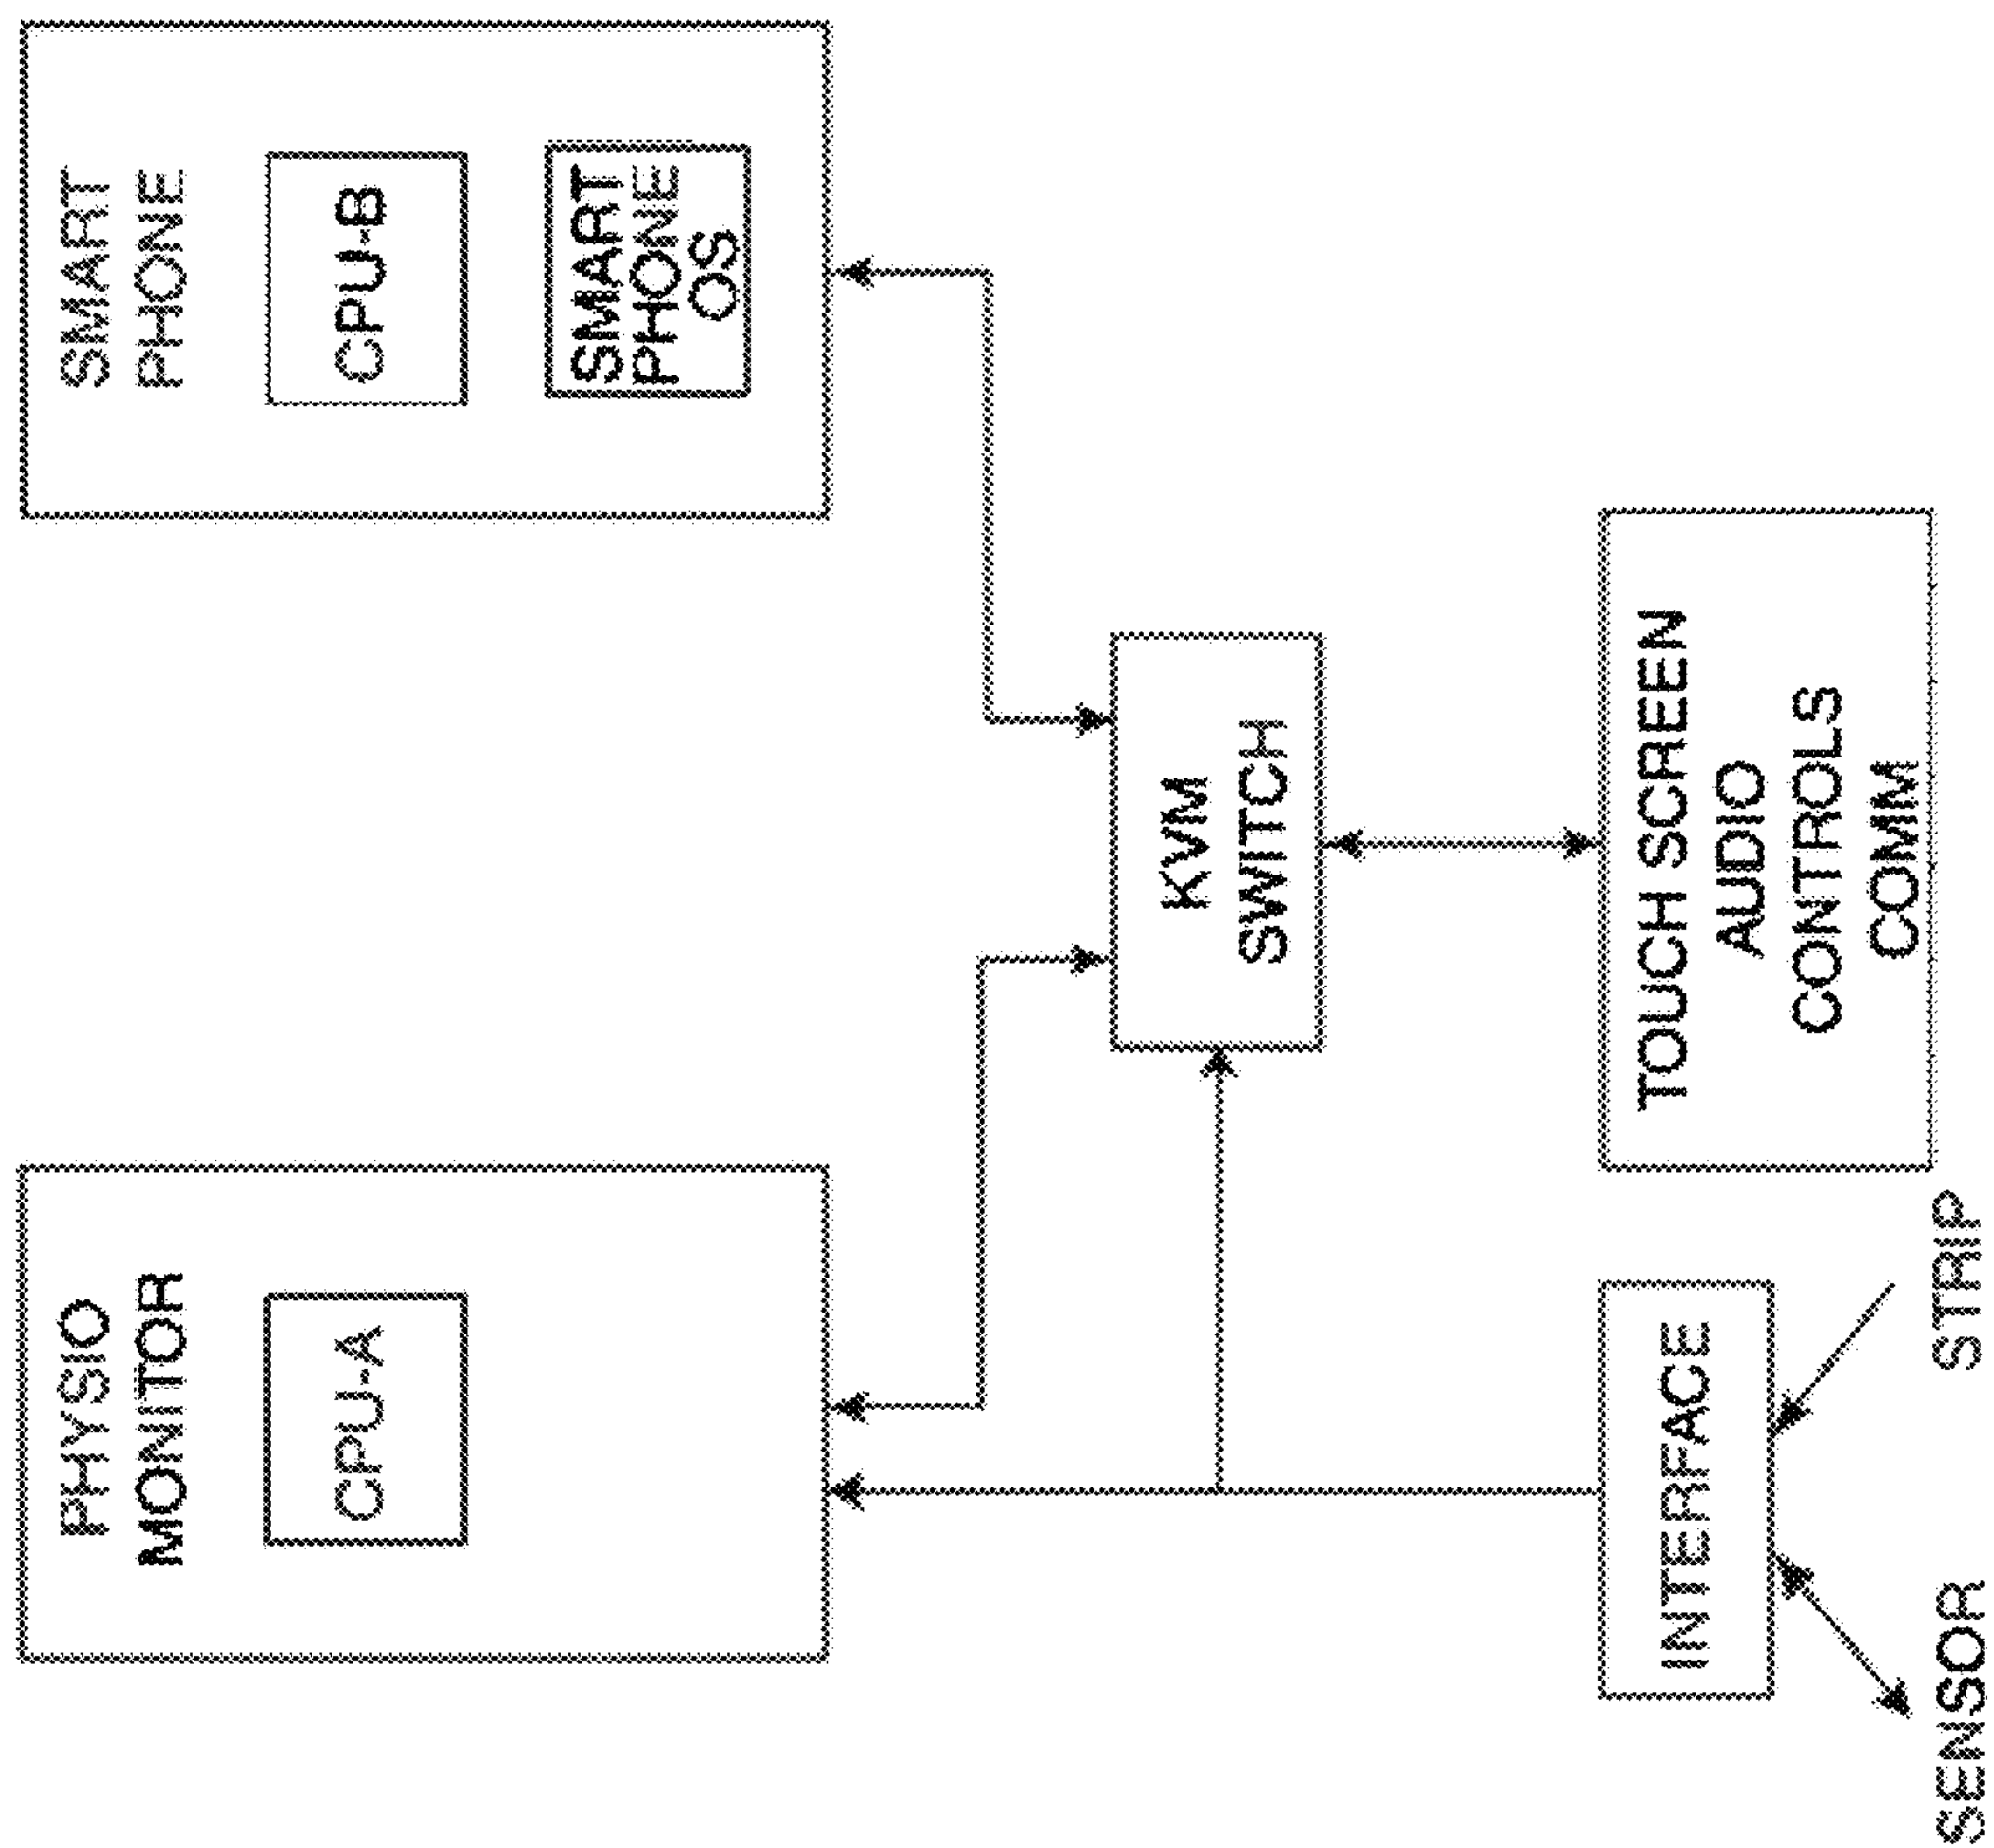 PHYSIO
MONITOR
CPU-A
SMART
PHONE
CPU-B
SMART
PHONE
OS
KVM
SWITCH
INTERFACE
TOUCH SCREEN
AUDIO
CONTROLS
COMM
SENSOR
STRIP